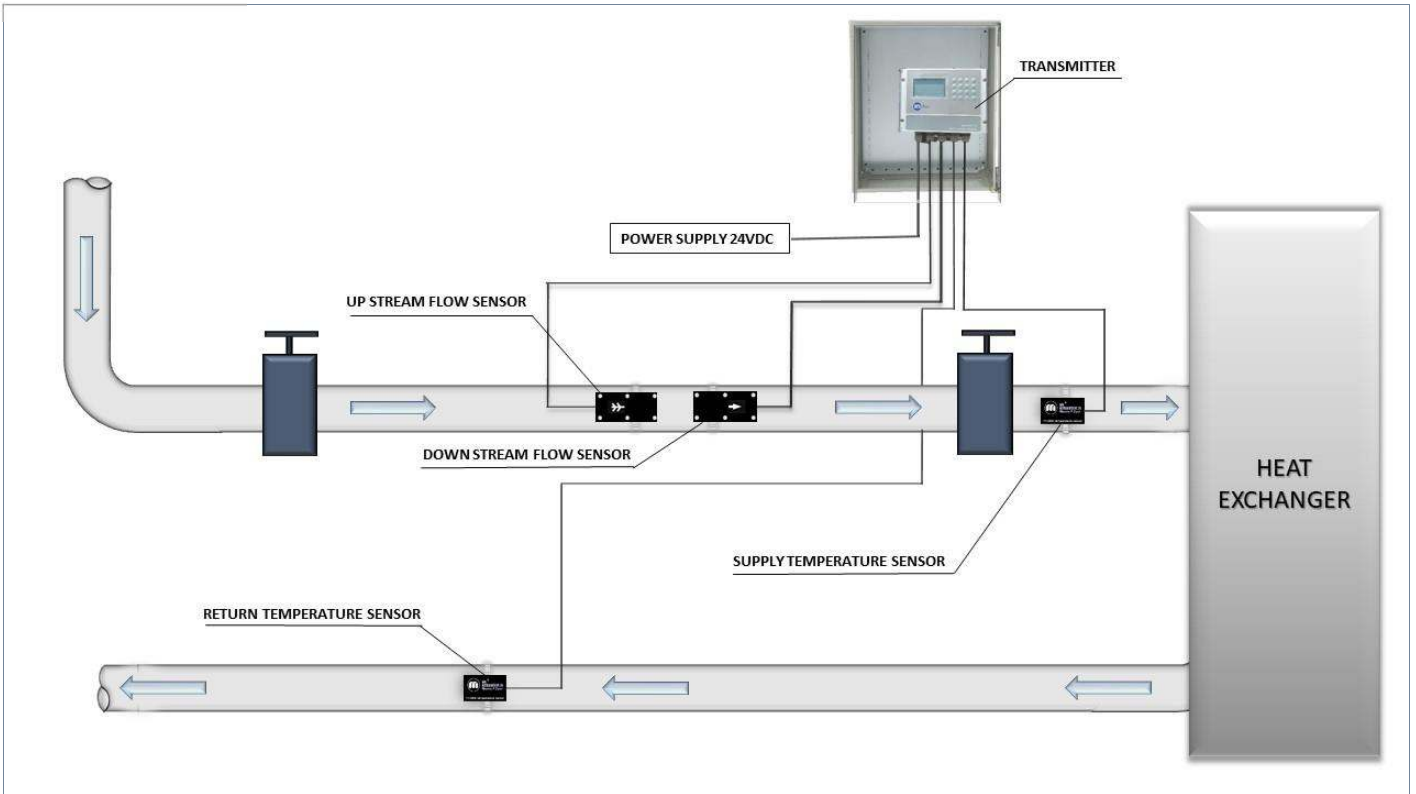 TRANSMITTER
POWER SUPPLY 24VDC
UP STREAM FLOW SENSOR
DOWN STREAM FLOW SENSOR
HEAT
EXCHANGER
SUPPLY TEMPERATURE SENSOR
RETURN TEMPERATURE SENSOR